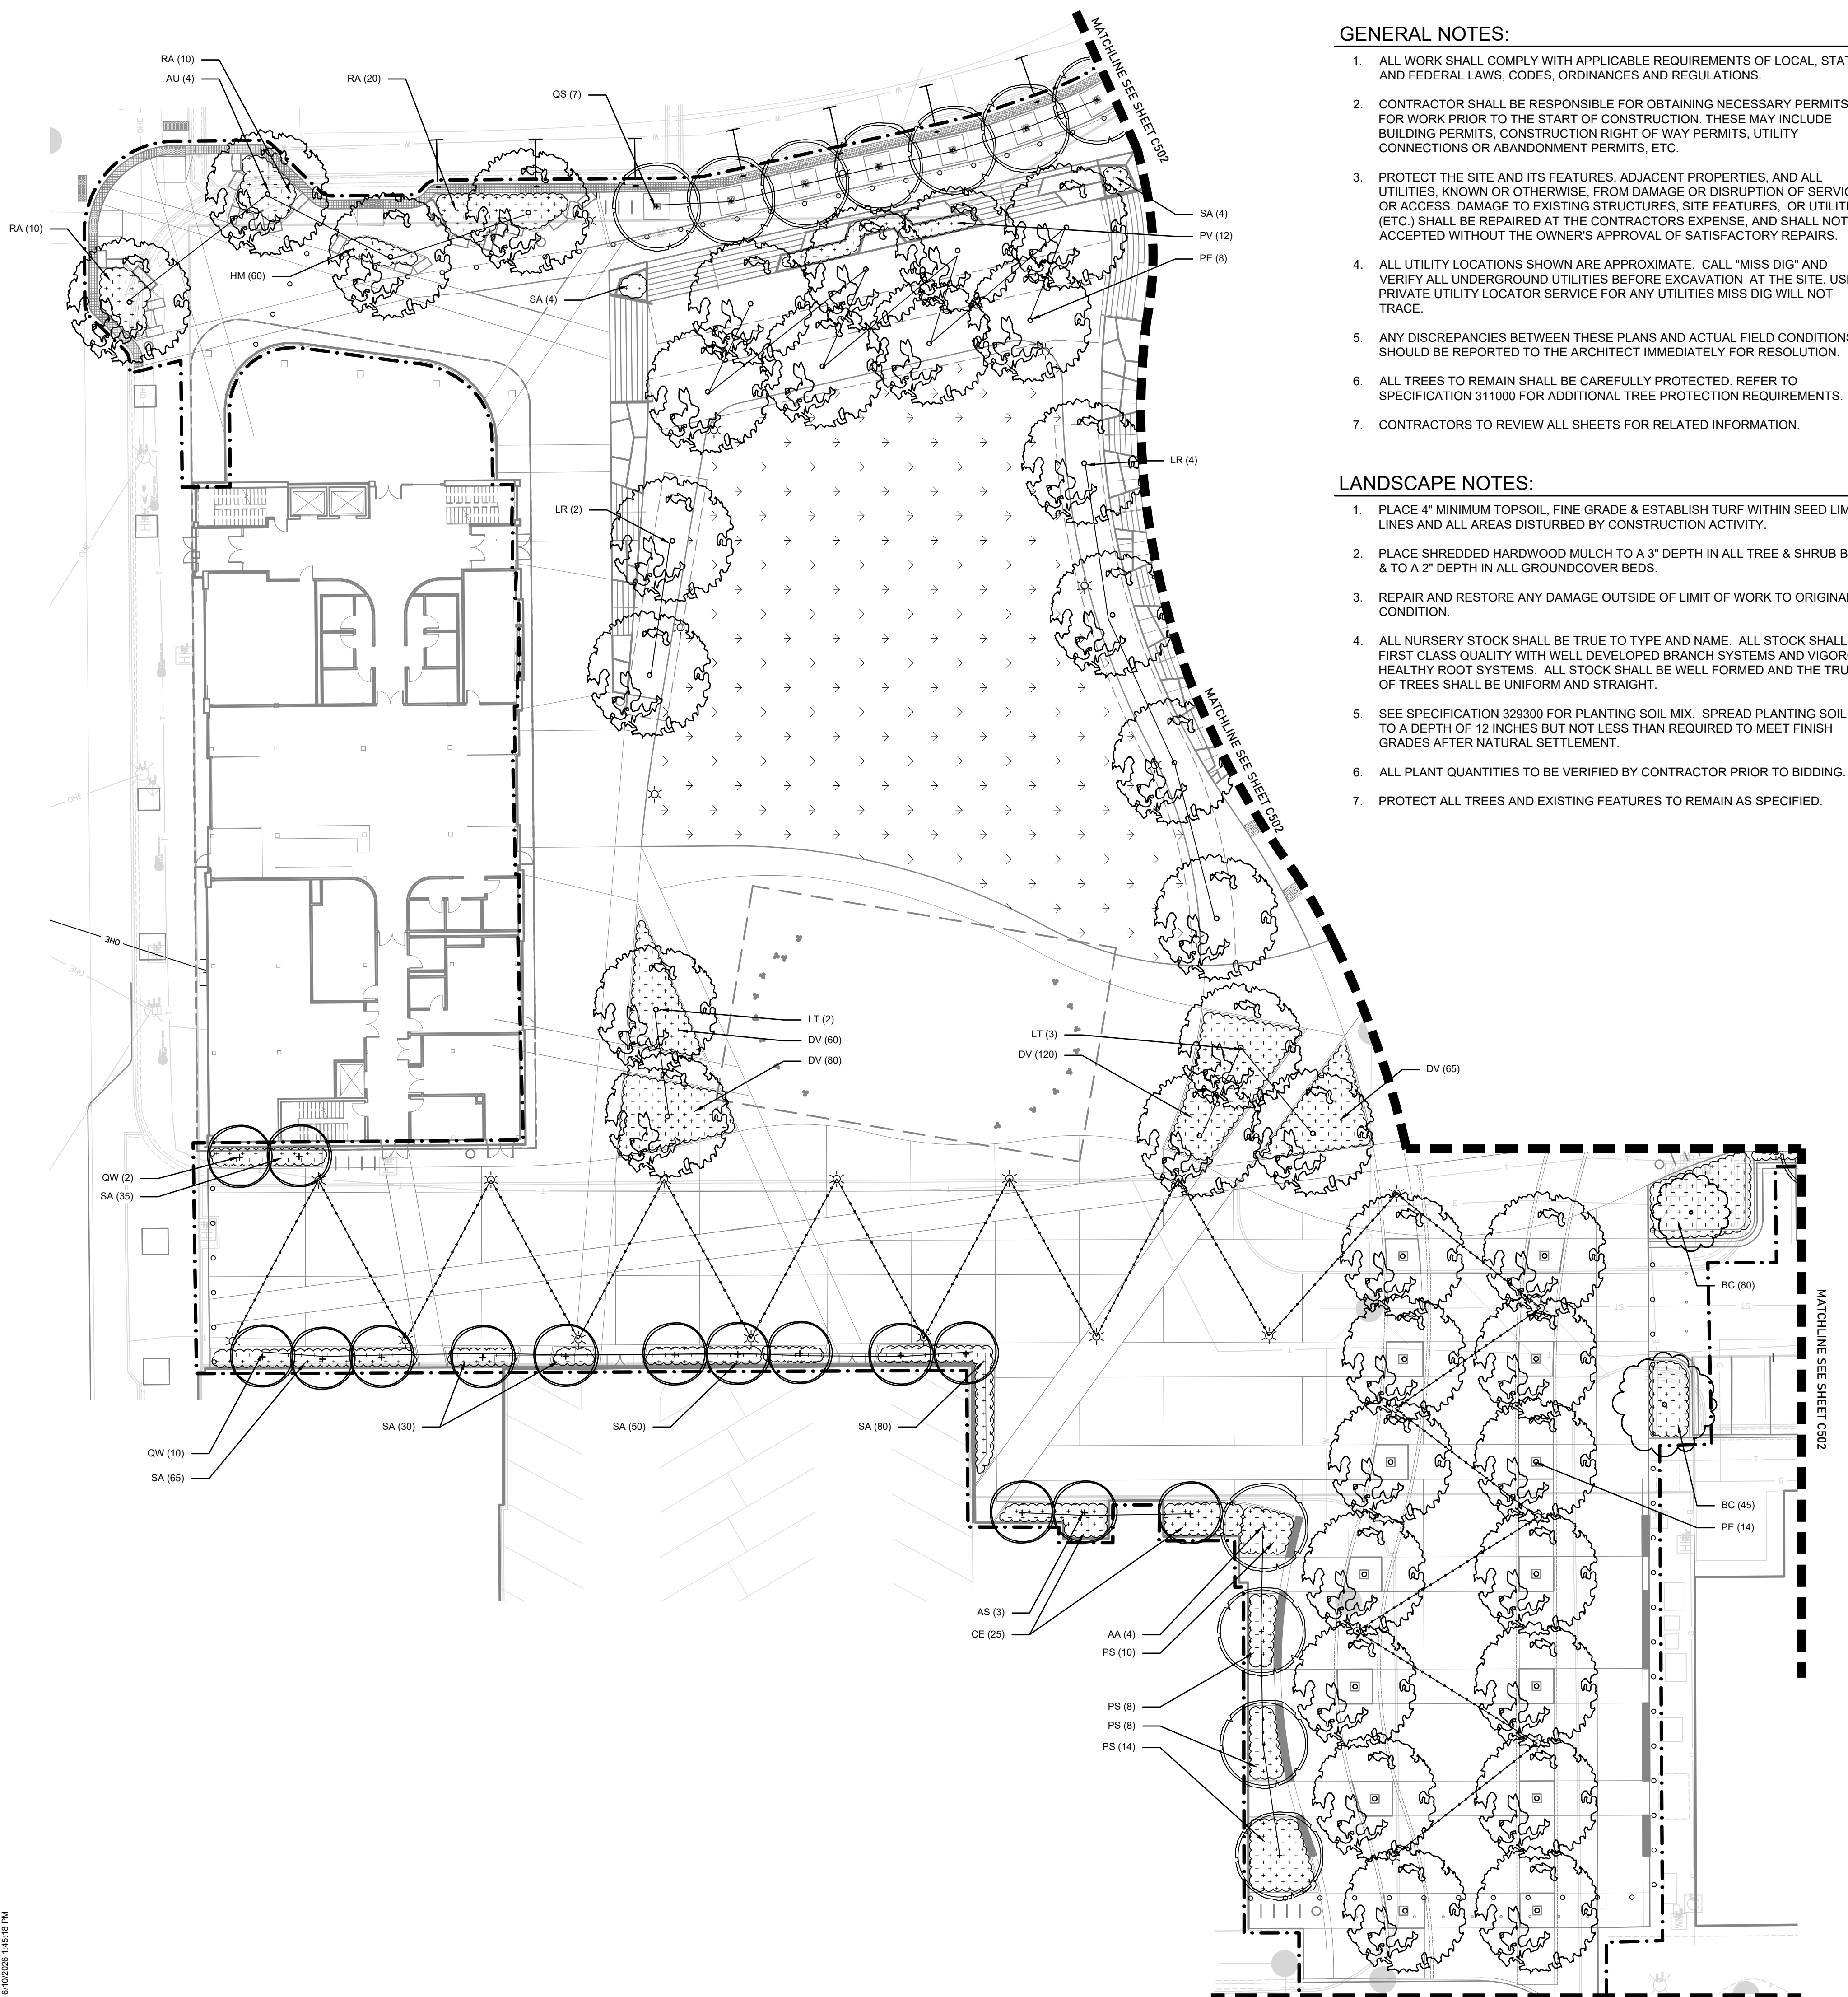 RA (10)
AU (4)
RA (20)
QS (7)
RA (10)
HM (60)
SA (4)
SA (4)
PV (12)
PE (8)
MATCHLINE SEE SHEET C502
LR (4)
LR (2)
MATCHLINE SEE SHEET C502
OHE
OHE
OHE
OHE
LT (2)
DV (60)
DV (80)
LT (3)
DV (120)
DV (65)
QW (2)
SA (35)
BC (80)
MATCHLINE SEE SHEET C502
SA (30)
SA (50)
SA (80)
QW (10)
SA (65)
BC (45)
PE (14)
AS (3)
CE (25)
AA (4)
PS (10)
PS (8)
PS (8)
PS (14)
6/10/2026 1:45:18 PM
GENERAL NOTES:
1. ALL WORK SHALL COMPLY WITH APPLICABLE REQUIREMENTS OF LOCAL, STAT
AND FEDERAL LAWS, CODES, ORDINANCES AND REGULATIONS.
2. CONTRACTOR SHALL BE RESPONSIBLE FOR OBTAINING NECESSARY PERMITS
FOR WORK PRIOR TO THE START OF CONSTRUCTION. THESE MAY INCLUDE
BUILDING PERMITS, CONSTRUCTION RIGHT OF WAY PERMITS, UTILITY
CONNECTIONS OR ABANDONMENT PERMITS, ETC.
3. PROTECT THE SITE AND ITS FEATURES, ADJACENT PROPERTIES, AND ALL
UTILITIES, KNOWN OR OTHERWISE, FROM DAMAGE OR DISRUPTION OF SERVIC
OR ACCESS. DAMAGE TO EXISTING STRUCTURES, SITE FEATURES, OR UTILITI
(ETC.) SHALL BE REPAIRED AT THE CONTRACTORS EXPENSE, AND SHALL NOT
ACCEPTED WITHOUT THE OWNER'S APPROVAL OF SATISFACTORY REPAIRS.
4. ALL UTILITY LOCATIONS SHOWN ARE APPROXIMATE. CALL "MISS DIG" AND
VERIFY ALL UNDERGROUND UTILITIES BEFORE EXCAVATION AT THE SITE. USE
PRIVATE UTILITY LOCATOR SERVICE FOR ANY UTILITIES MISS DIG WILL NOT
TRACE.
5. ANY DISCREPANCIES BETWEEN THESE PLANS AND ACTUAL FIELD CONDITIONS
SHOULD BE REPORTED TO THE ARCHITECT IMMEDIATELY FOR RESOLUTION.
6. ALL TREES TO REMAIN SHALL BE CAREFULLY PROTECTED. REFER TO
SPECIFICATION 311000 FOR ADDITIONAL TREE PROTECTION REQUIREMENTS.
7. CONTRACTORS TO REVIEW ALL SHEETS FOR RELATED INFORMATION.
LANDSCAPE NOTES:
1. PLACE 4" MINIMUM TOPSOIL, FINE GRADE & ESTABLISH TURF WITHIN SEED LIM
LINES AND ALL AREAS DISTURBED BY CONSTRUCTION ACTIVITY.
2. PLACE SHREDDED HARDWOOD MULCH TO A 3" DEPTH IN ALL TREE & SHRUB B
& TO A 2" DEPTH IN ALL GROUNDCOVER BEDS.
3. REPAIR AND RESTORE ANY DAMAGE OUTSIDE OF LIMIT OF WORK TO ORIGINAL
CONDITION.
4. ALL NURSERY STOCK SHALL BE TRUE TO TYPE AND NAME. ALL STOCK SHALL
FIRST CLASS QUALITY WITH WELL DEVELOPED BRANCH SYSTEMS AND VIGORO
HEALTHY ROOT SYSTEMS. ALL STOCK SHALL BE WELL FORMED AND THE TRU
OF TREES SHALL BE UNIFORM AND STRAIGHT.
5. SEE SPECIFICATION 329300 FOR PLANTING SOIL MIX. SPREAD PLANTING SOIL
TO A DEPTH OF 12 INCHES BUT NOT LESS THAN REQUIRED TO MEET FINISH
GRADES AFTER NATURAL SETTLEMENT.
6. ALL PLANT QUANTITIES TO BE VERIFIED BY CONTRACTOR PRIOR TO BIDDING.
7. PROTECT ALL TREES AND EXISTING FEATURES TO REMAIN AS SPECIFIED.